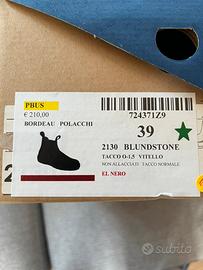 PBUS
€ 210,00
BORDEAU POLACCHI
724371Z9
39
2130 BLUNDSTONE
TACCO 0-1,5 VITELLO
NON ALLACCIATI TACCO NORMALE
EL NERO
2
subito